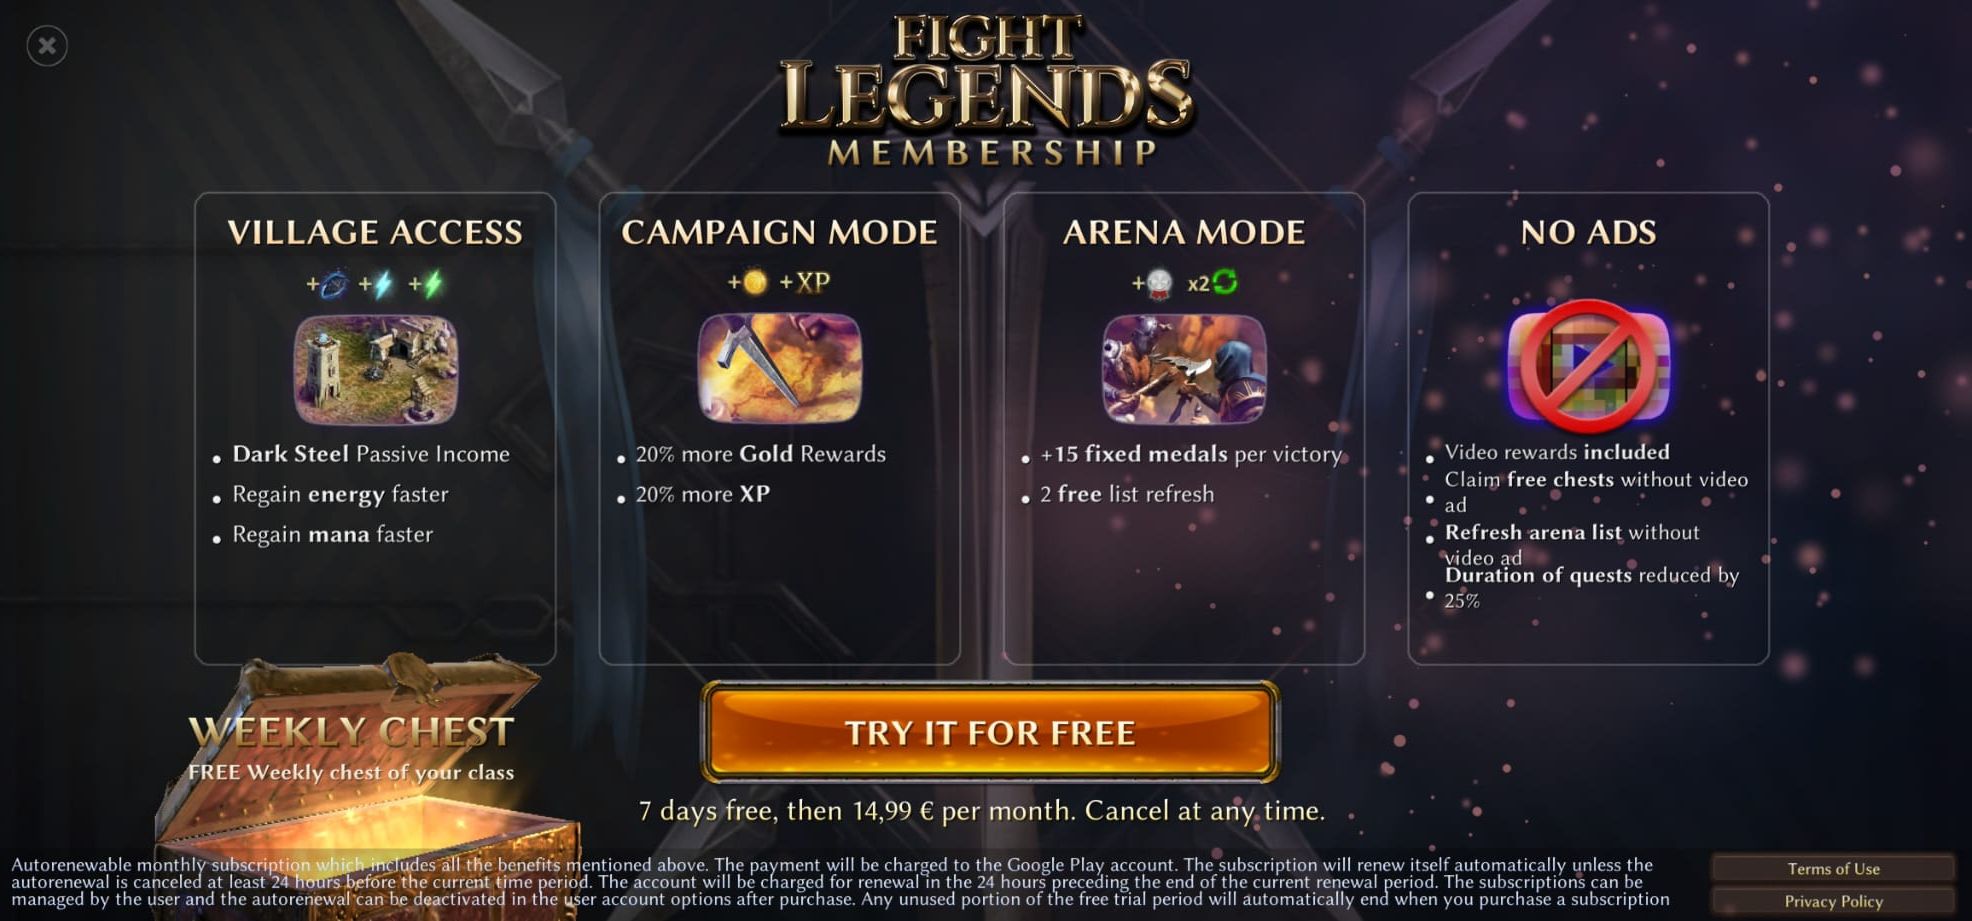 FIGHT
LEGENDS
MEMBERSHIP
VILLAGE ACCESS
+ + +
• Dark Steel Passive Income
• Regain energy faster
• Regain mana faster
CAMPAIGN MODE
+ +XP
• 20% more Gold Rewards
• 20% more XP
ARENA MODE
+ x2
• +15 fixed medals per victory
• 2 free list refresh
NO ADS
• Video rewards included
• Claim free chests without video
ad
• Refresh arena list without
video ad
• Duration of quests reduced by
25%
WEEKLY CHEST
FREE Weekly chest of your class
TRY IT FOR FREE
7 days free, then 14,99 € per month. Cancel at any time.
Autorenewable monthly subscription which includes all the benefits mentioned above. The payment will be charged to the Google Play account. The subscription will renew itself automatically unless the
autorenewal is canceled at least 24 hours before the current time period. The account will be charged for renewal in the 24 hours preceding the end of the current renewal period. The subscriptions can be
managed by the user and the autorenewal can be deactivated in the user account options after purchase. Any unused portion of the free trial period will automatically end when you purchase a subscription
Terms of Use
Privacy Policy